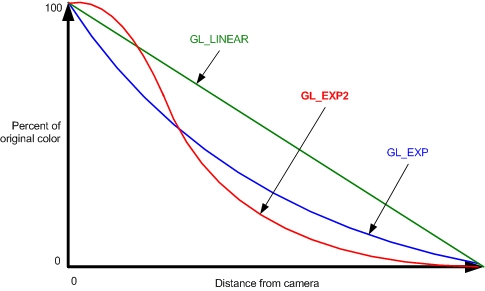 100
GL_LINEAR
GL_EXP2
Percent of
original color
GL_EXP
0
0
Distance from camera